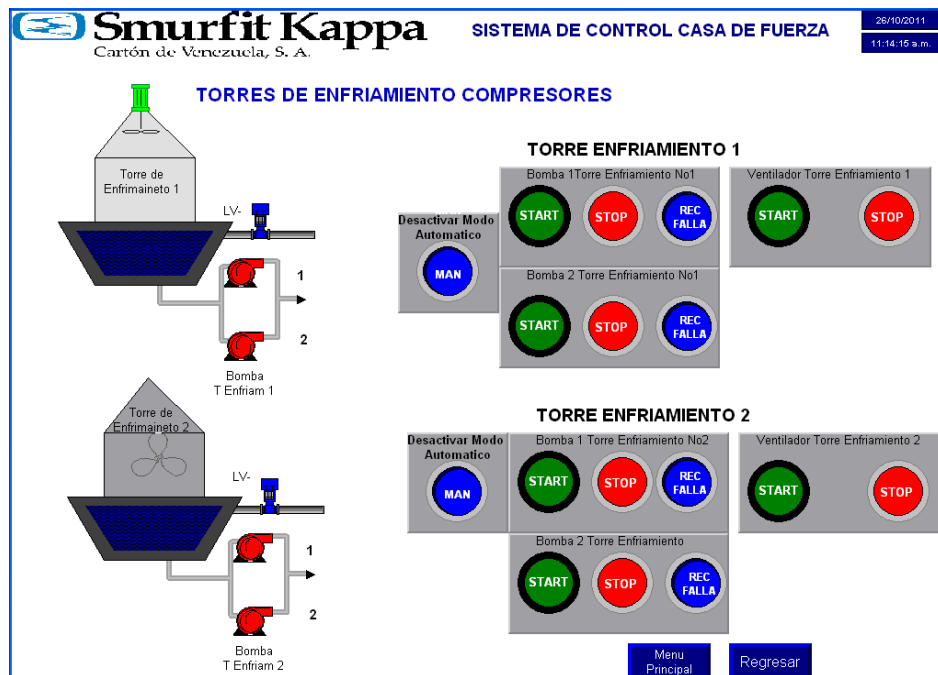 Smurfit Kappa
Cartón de Venezuela, S. A.
SISTEMA DE CONTROL CASA DE FUERZA
26/10/2011
11:14:15 a.m.
TORRES DE ENFRIAMIENTO COMPRESORES
Torre de
Enfrimaineto 1
LV-
1
2
Bomba
T Enfriam 1
TORRE ENFRIAMIENTO 1
Desactivar Modo
Automatico
MAN
Bomba 1Torre Enfriamiento No1
START
STOP
REC
FALLA
Ventilador Torre Enfriamiento 1
START
STOP
Bomba 2 Torre Enfriamiento No1
START
STOP
REC
FALLA
Torre de
Enfrimaineto 2
LV-
1
2
Bomba
T Enfriam 2
TORRE ENFRIAMIENTO 2
Desactivar Modo
Automatico
MAN
Bomba 1 Torre Enfriamiento No2
START
STOP
REC
FALLA
Ventilador Torre Enfriamiento 2
START
STOP
Bomba 2 Torre Enfriamiento
START
STOP
REC
FALLA
Menu
Principal
Regresar